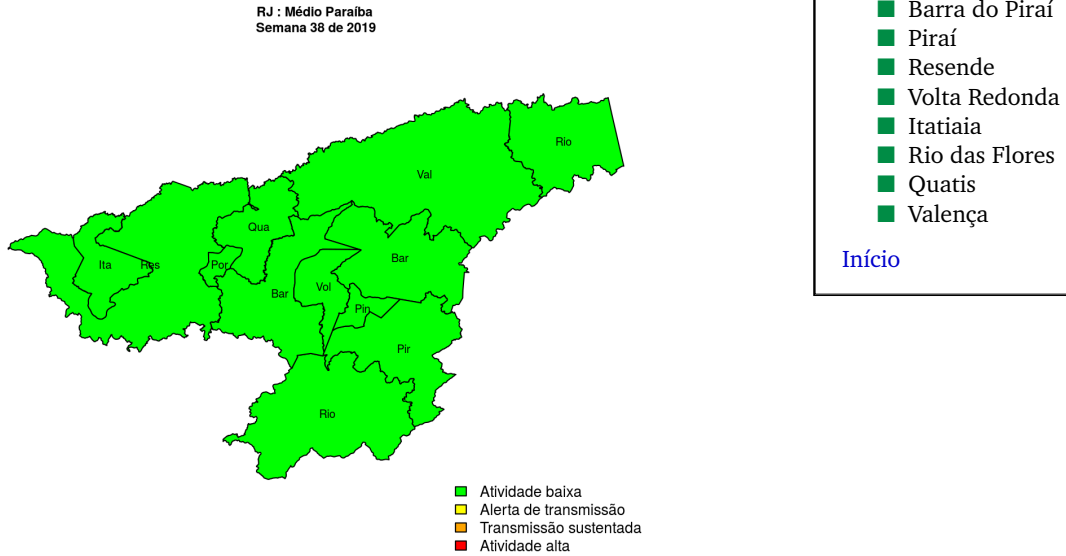 RJ : Médio Paraíba
Semana 38 de 2019
Rio
Val
Qua
Ita
Res
Por
Bar
Bar
Vol
Pin
Pir
Rio
Atividade baixa
Alerta de transmissão
Transmissão sustentada
Atividade alta
Barra do Piraí
Piraí
Resende
Volta Redonda
Itatiaia
Rio das Flores
Quatis
Valença
Início